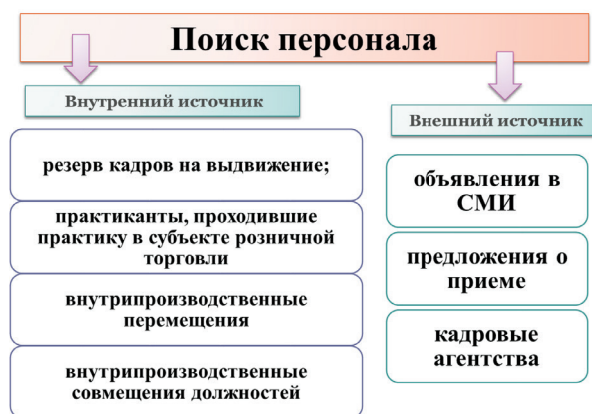 Поиск персонала
Внутренний источник
резерв кадров на выдвижение;
практиканты, проходившие
практику в субъекте розничной
торговли
внутрипроизводственные
перемещения
внутрипроизводственные
совмещения должностей
Внешний источник
объявления в
СМИ
предложения о
приеме
кадровые
агентства